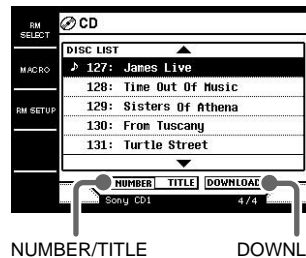 RM
SELECT
CD
DISC LIST
MACRO
♪ 127: James Live
128: Time Out Of Music
RM SETUP
129: Sisters Of Athena
130: From Tuscany
131: Turtle Street
NUMBER TITLE DOWNLOAD
Sony CD1 4/4
NUMBER/TITLE DOWNL